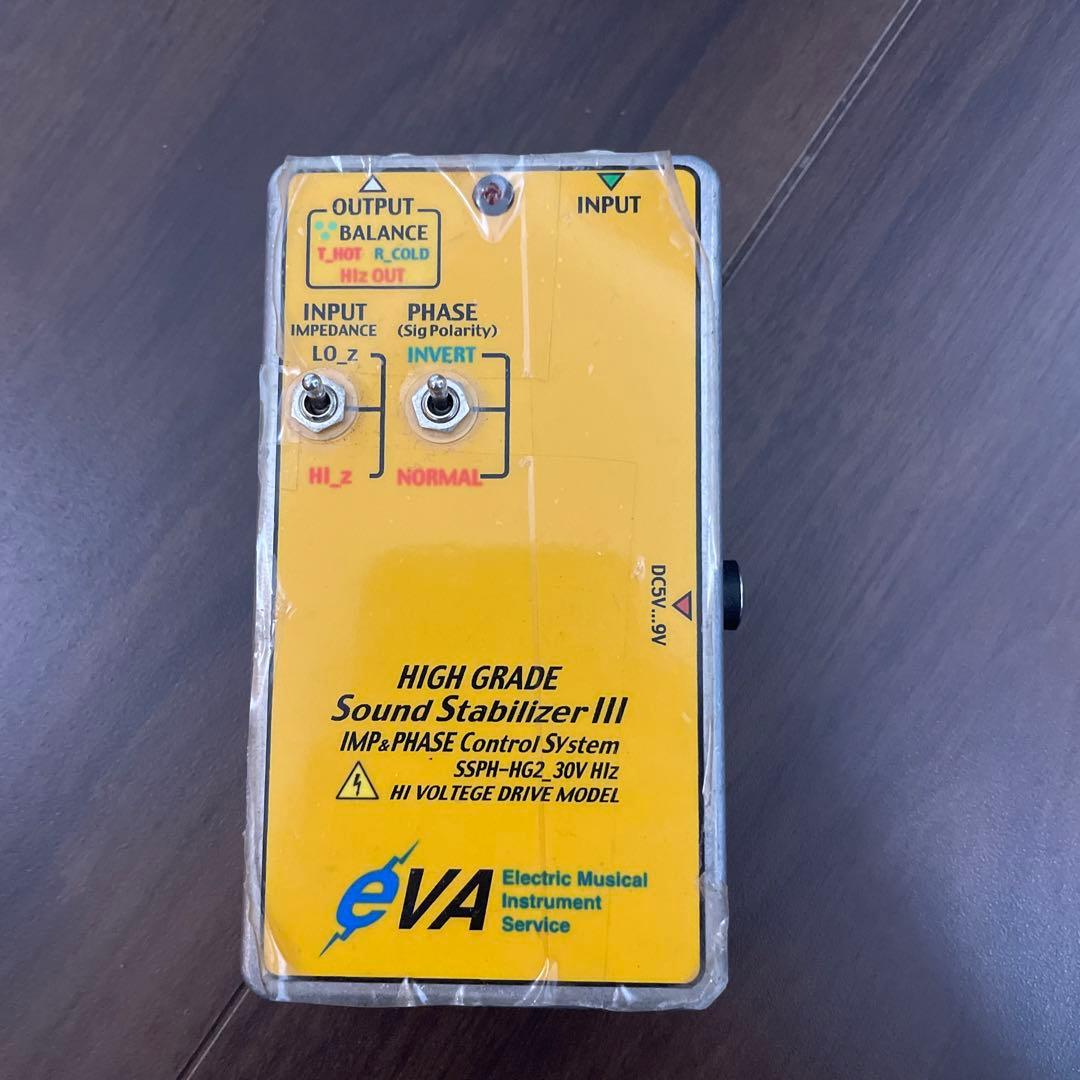 OUTPUT
BALANCE
T_HOT R_COLD
HIz OUT
INPUT
INPUT
IMPEDANCE
LO_z
HI_z
PHASE
(Sig Polarity)
INVERT
NORMAL
DC5V...9V
HIGH GRADE
Sound Stabilizer III
IMP&PHASE Control SYstem
SSPH-HG2_30V HIz
HI VOLTEGE DRIVE MODEL
eVA
Electric Musical
Instrument
Service